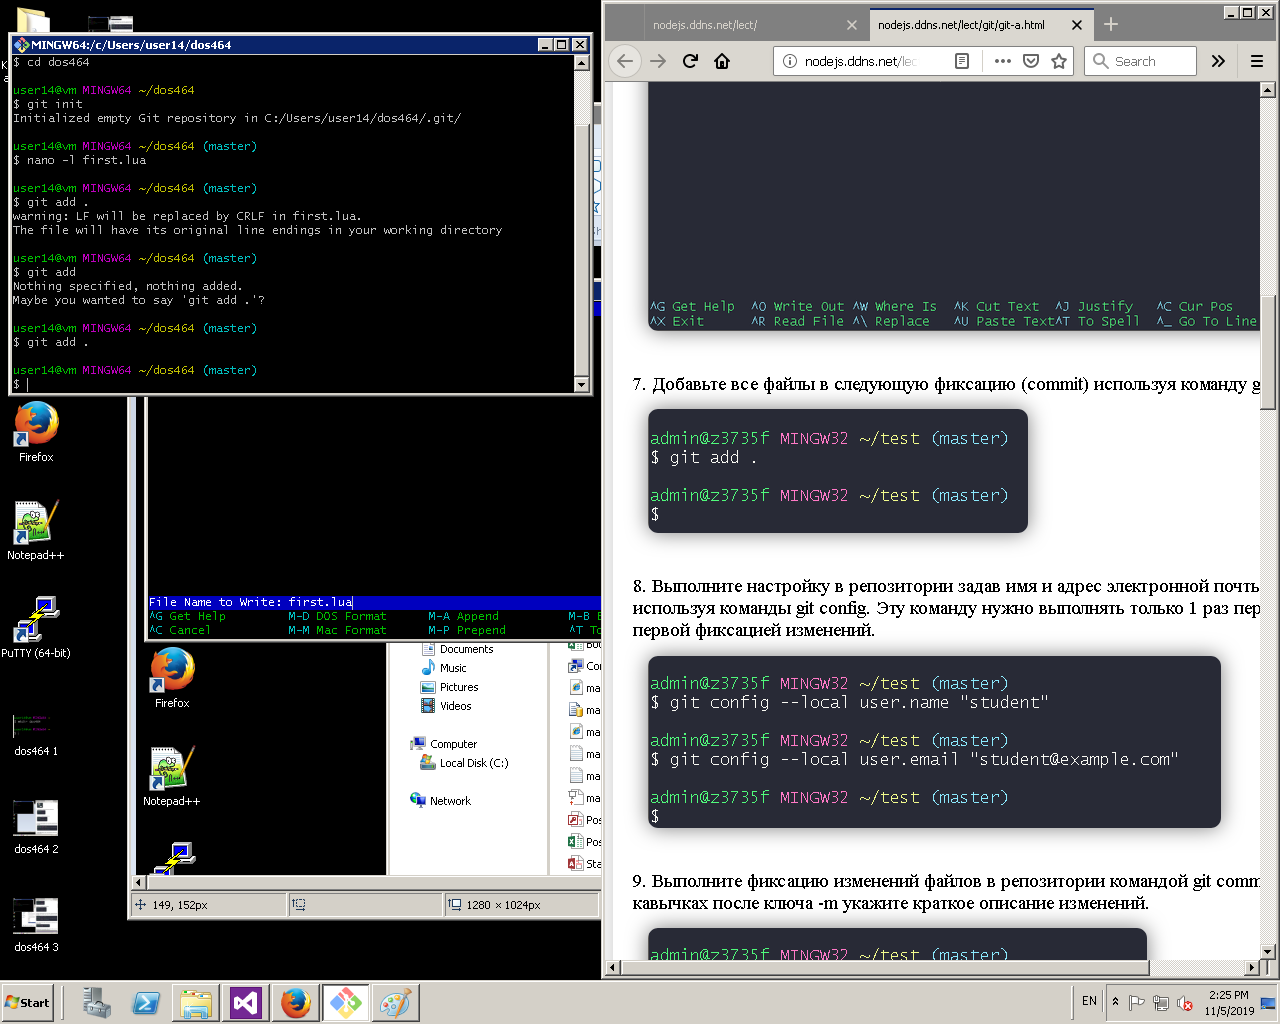 MINGW64:/c/Users/user14/dos464
$ cd dos464
user14@vm MINGW64 ~/dos464
$ git init
Initialized empty Git repository in C:/Users/user14/dos464/.git/
user14@vm MINGW64 ~/dos464 (master)
$ nano -l first.lua
user14@vm MINGW64 ~/dos464 (master)
$ git add .
warning: LF will be replaced by CRLF in first.lua.
The file will have its original line endings in your working directory
user14@vm MINGW64 ~/dos464 (master)
$ git add
Nothing specified, nothing added.
Maybe you wanted to say 'git add .'?
user14@vm MINGW64 ~/dos464 (master)
$ git add .
user14@vm MINGW64 ~/dos464 (master)
$
Firefox
Notepad++
PuTTY (64-bit)
dos464 1
dos464 2
dos464 3
File Name to Write: first.lua
^G Get Help M-D DOS Format M-A Append M-B
^C Cancel M-M Mac Format M-P Prepend ^T To
Firefox
Notepad++
Documents
Music
Pictures
Videos
Computer
Local Disk (C:)
Network
Co
ma
ma
ma
ma
ma
ma
Pos
Pos
Sta
149, 152px
1280 × 1024px
nodejs.ddns.net/lect/
nodejs.ddns.net/lect/git/git-a.html
nodejs.ddns.net/lec
Search
^G Get Help ^O Write Out ^W Where Is ^K Cut Text ^J Justify ^C Cur Pos
^X Exit ^R Read File ^\ Replace ^U Paste Text^T To Spell ^_ Go To Line
7. Добавьте все файлы в следующую фиксацию (commit) используя команду g
admin@z3735f MINGW32 ~/test (master)
$ git add .
admin@z3735f MINGW32 ~/test (master)
$
8. Выполните настройку в репозитории задав имя и адрес электронной почть
используя команды git config. Эту команду нужно выполнять только 1 раз пер
первой фиксацией изменений.
admin@z3735f MINGW32 ~/test (master)
$ git config --local user.name "student"
admin@z3735f MINGW32 ~/test (master)
$ git config --local user.email "student@example.com"
admin@z3735f MINGW32 ~/test (master)
$
9. Выполните фиксацию изменений файлов в репозитории командой git comm
кавычках после ключа -m укажите краткое описание изменений.
admin@z3735f MINGW32 ~/test (master)
Start
EN
2:25 PM
11/5/2019